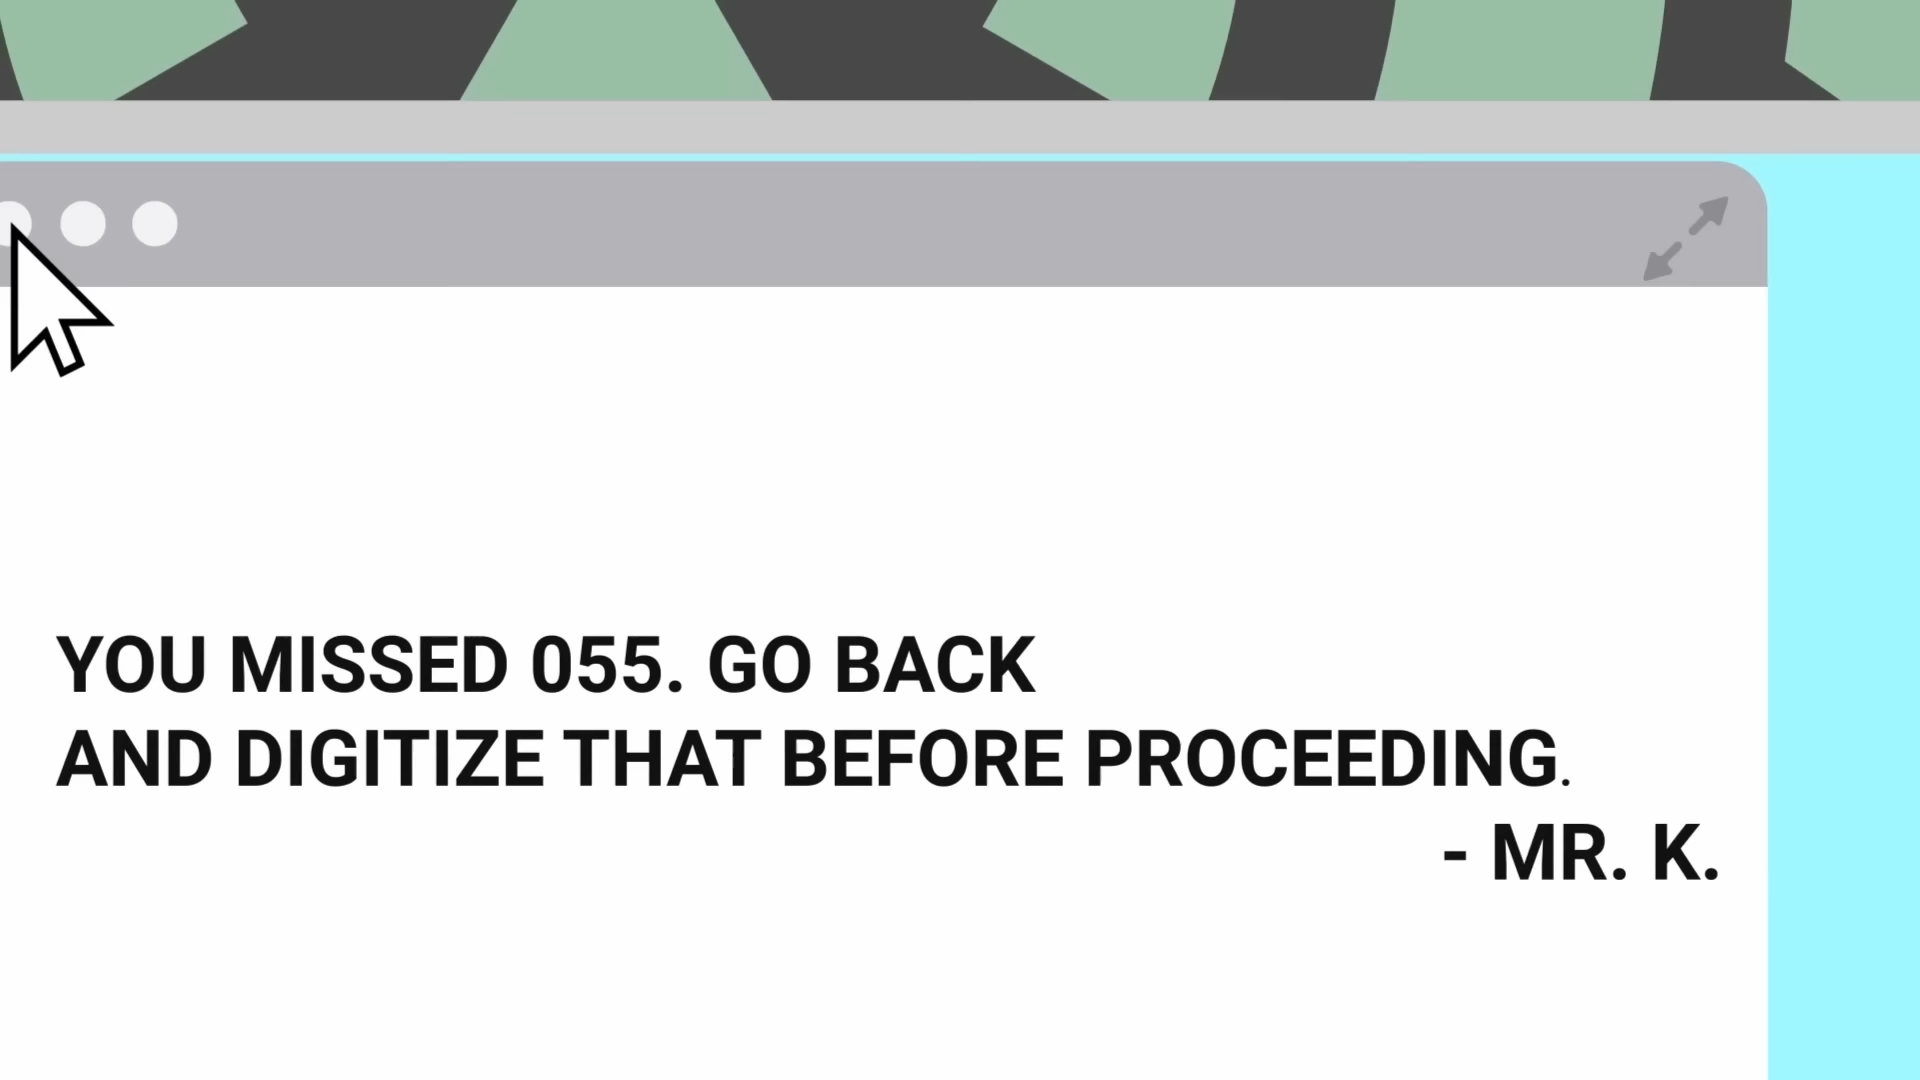 YOU MISSED 055. GO BACK
AND DIGITIZE THAT BEFORE PROCEEDING.
- MR. K.